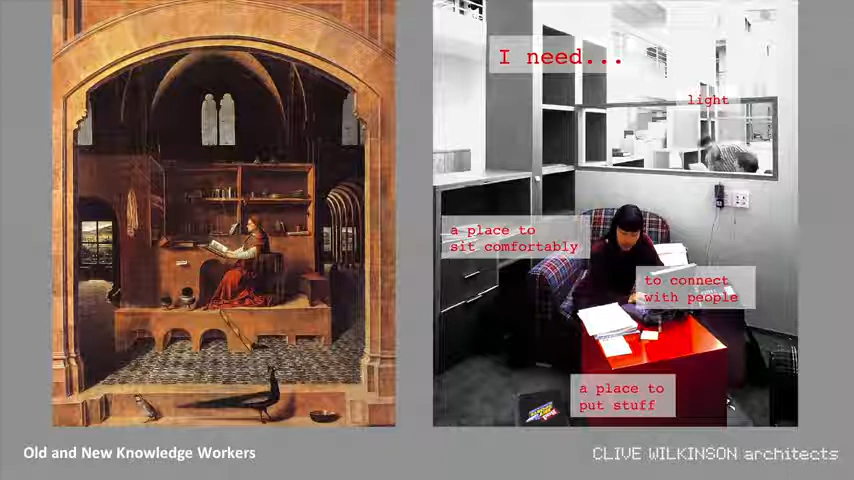 I need...
light
a place to
sit comfortably
to connect
with people
a place to
put stuff
Old and New Knowledge Workers
CLIVE WILKINSON architects